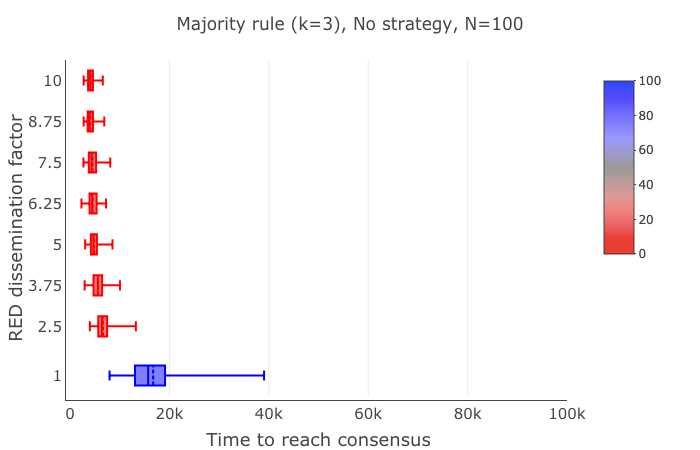 Majority rule (k=3), No strategy, N=100
RED dissemination factor
10
8.75
7.5
6.25
5
3.75
2.5
1
0
20k
40k
60k
80k
100k
Time to reach consensus
100
80
60
40
20
0